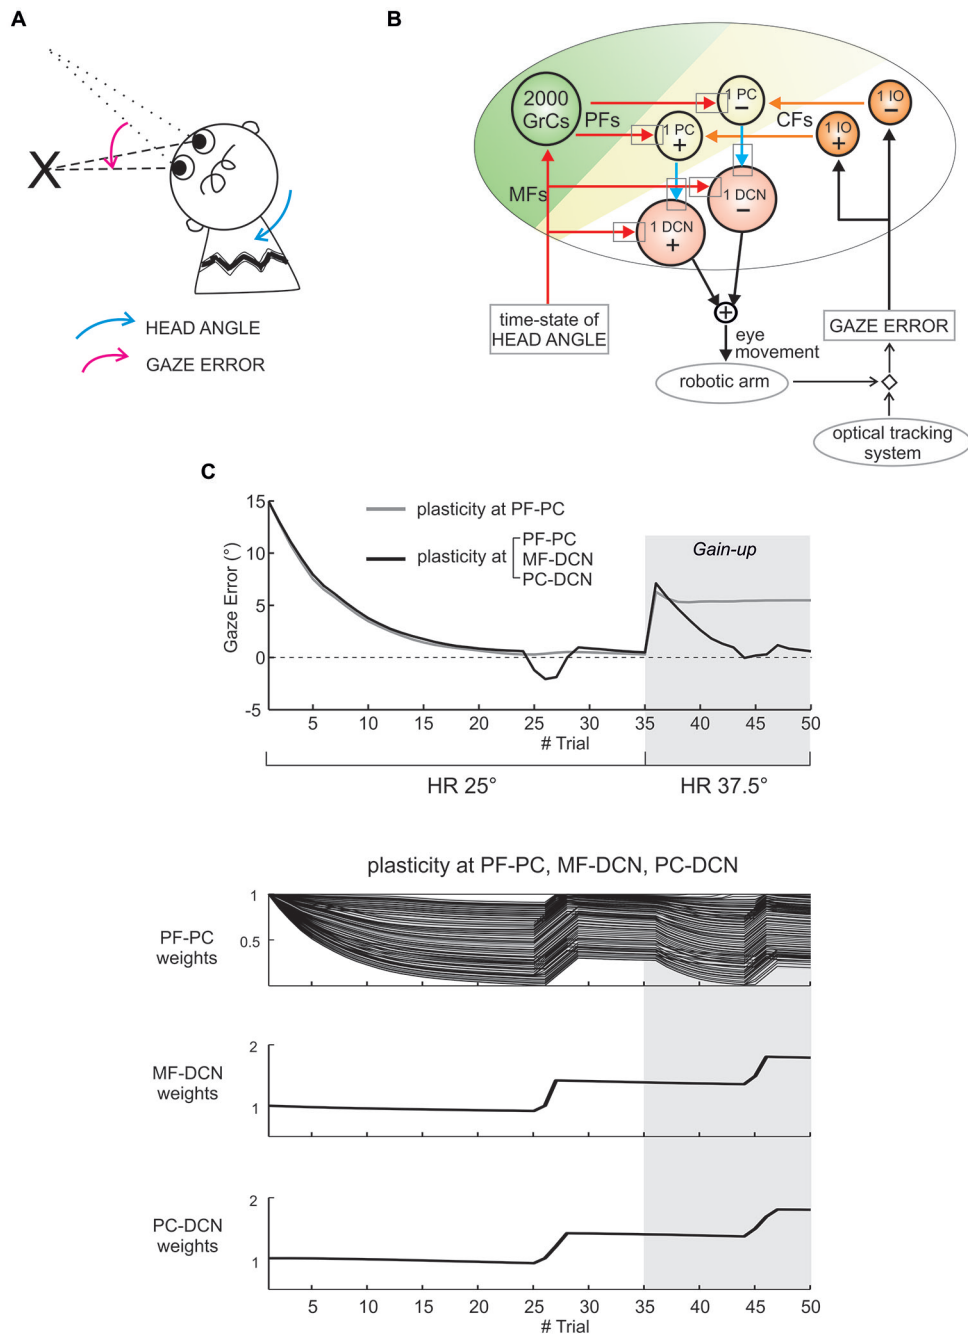 A
X
HEAD ANGLE
GAZE ERROR
B
2000
GrCs
PFs
1 PC
−
1 PC
+
CFs
1 IO
−
1 IO
+
MFs
1 DCN
−
1 DCN
+
+
time-state of
HEAD ANGLE
eye
movement
GAZE ERROR
robotic arm
optical tracking
system
C
plasticity at PF-PC
plasticity at
PF-PC
MF-DCN
PC-DCN
Gain-up
Gaze Error (°)
15
10
5
0
-5
5 10 15 20 25 30 35 40 45 50
# Trial
HR 25° HR 37.5°
plasticity at PF-PC, MF-DCN, PC-DCN
PF-PC
weights
1
0.5
MF-DCN
weights
2
1
PC-DCN
weights
2
1
5 10 15 20 25 30 35 40 45 50
# Trial